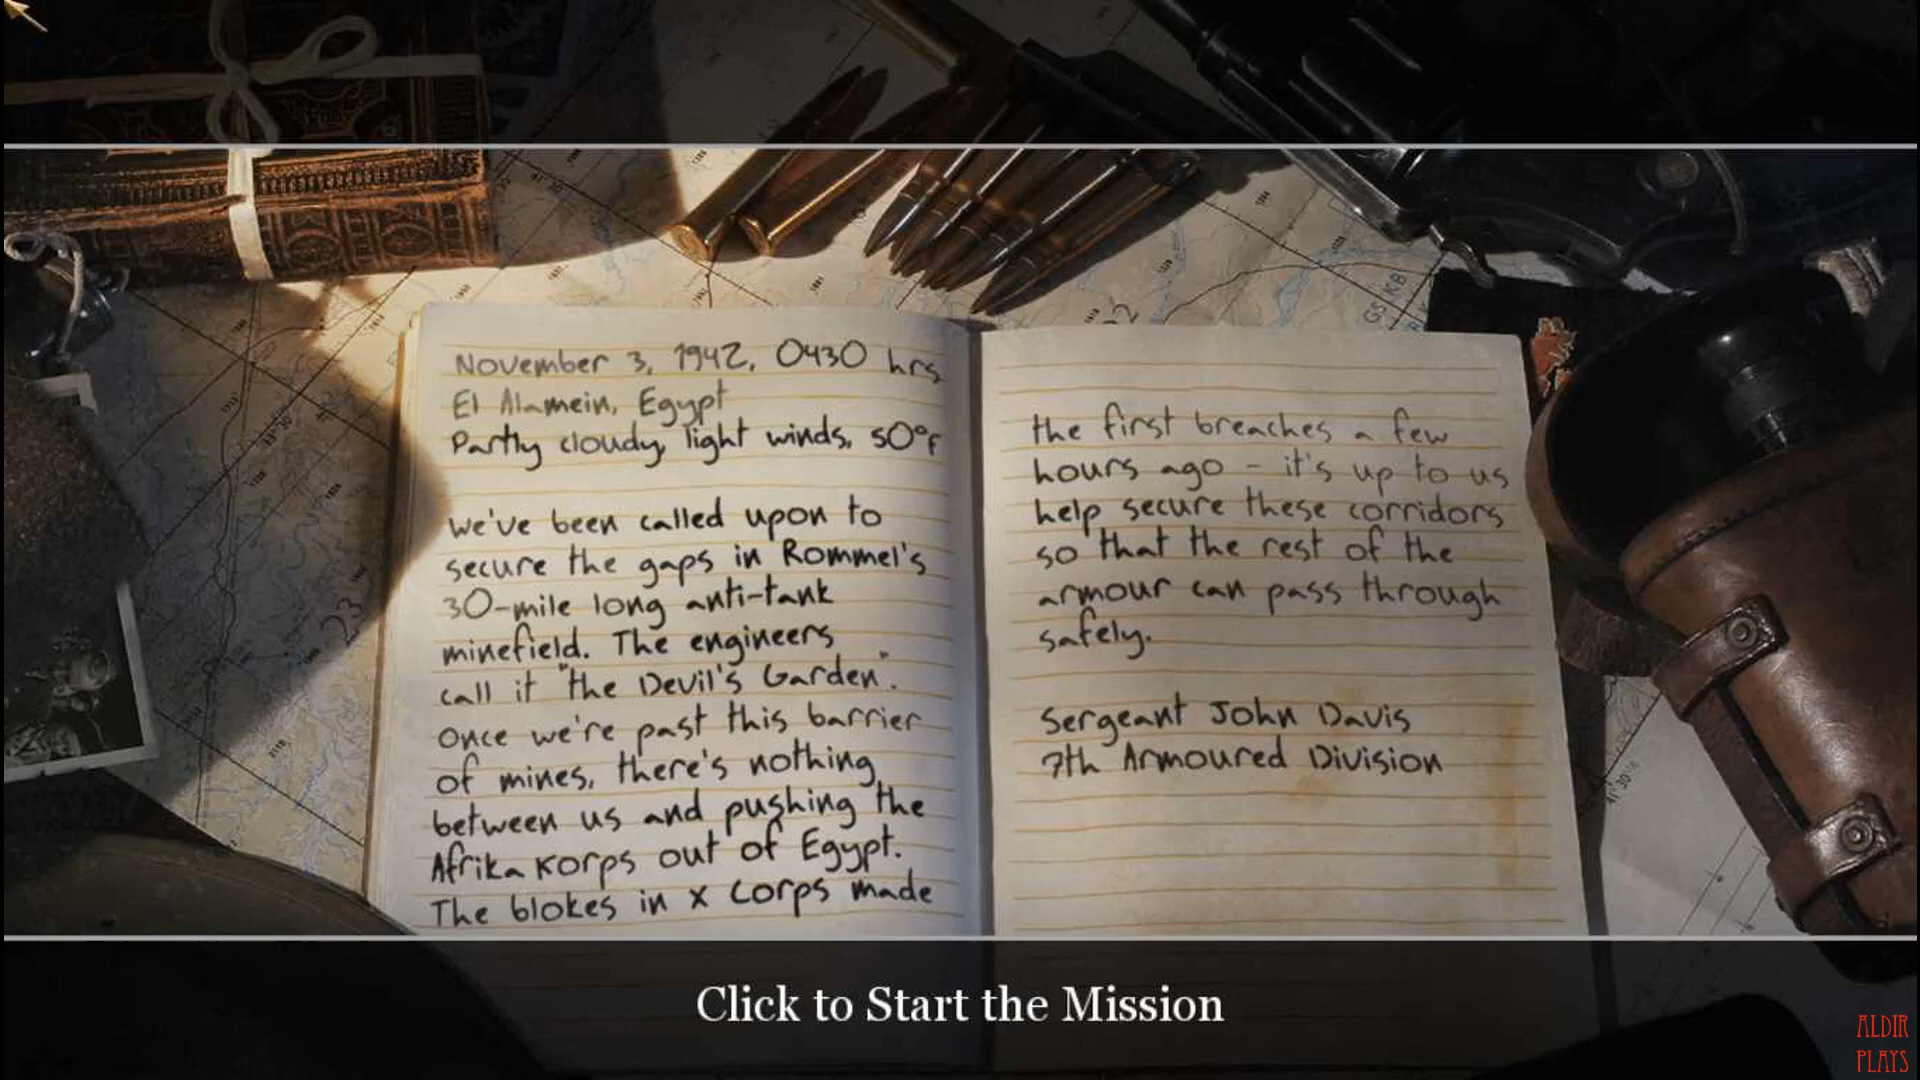 November 3, 1942, 0430 hrs
El Alamein, Egypt
Partly cloudy, light winds, 50°F
We've been called upon to
secure the gaps in Rommel's
30-mile long anti-tank
minefield. The engineers
call it "the Devil's Garden".
Once we're past this barrier
of mines, there's nothing
between us and pushing the
Afrika Korps out of Egypt.
The blokes in X Corps made
the first breaches a few
hours ago - it's up to us
help secure these corridors
so that the rest of the
armour can pass through
safely.
Sergeant John Davis
7th Armoured Division
Click to Start the Mission
ALDIR
PLAYS